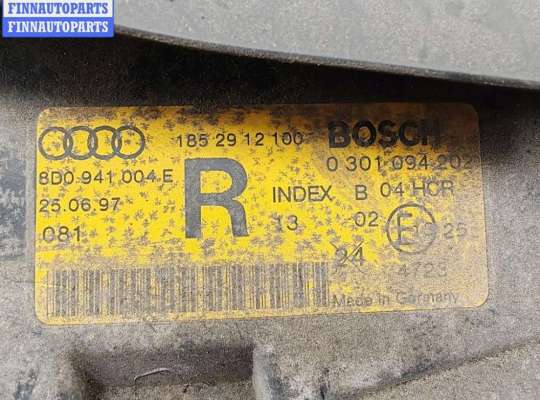 FINNAUTOPARTS
FINNAUTOPARTS
185 29 12 100 BOSCH
8D0 941 004 E R 0 301 094 202
25.06.97 INDEX B 04 HCR
081 13 02 E 25
24 4723
Made in Germany